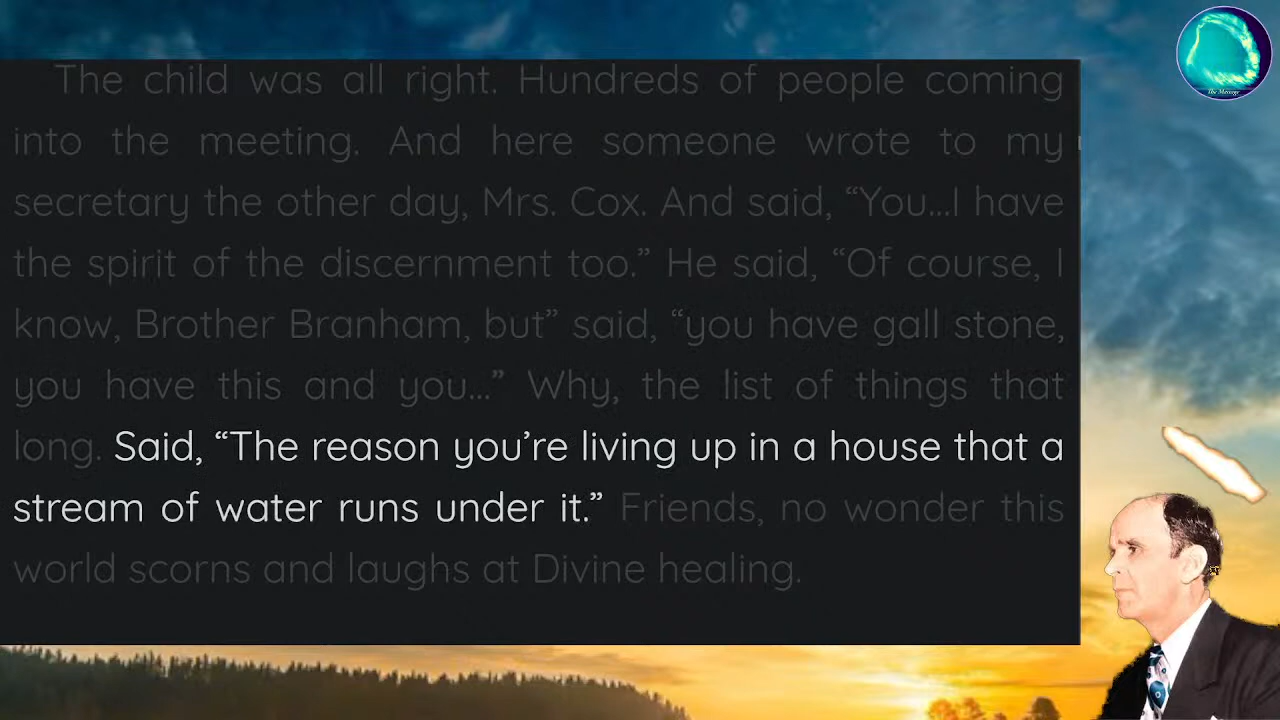 The child was all right. Hundreds of people coming
into the meeting. And here someone wrote to my
secretary the other day, Mrs. Cox. And said, “You...I have
the spirit of the discernment too.” He said, “Of course, I
know, Brother Branham, but” said, “you have gall stone,
you have this and you...” Why, the list of things that
long. Said, “The reason you’re living up in a house that a
stream of water runs under it.” Friends, no wonder this
world scorns and laughs at Divine healing.
The Message